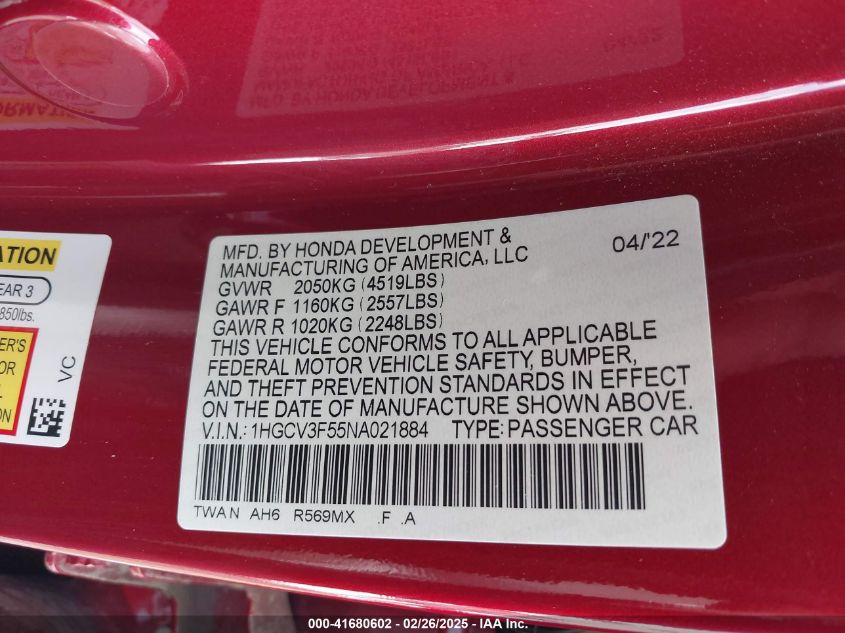 MFD. BY HONDA DEVELOPMENT & 04/'22
MANUFACTURING OF AMERICA, LLC
GVWR 2050KG (4519LBS)
GAWR F 1160KG (2557LBS)
GAWR R 1020KG (2248LBS)
THIS VEHICLE CONFORMS TO ALL APPLICABLE
FEDERAL MOTOR VEHICLE SAFETY, BUMPER,
AND THEFT PREVENTION STANDARDS IN EFFECT
ON THE DATE OF MANUFACTURE SHOWN ABOVE.
V.I.N.: 1HGCV3F55NA021884 TYPE: PASSENGER CAR
TWAN AH6 R569MX .F .A
EAR 3
850lbs.
VC
000-41680602 - 02/26/2025 - IAA Inc.